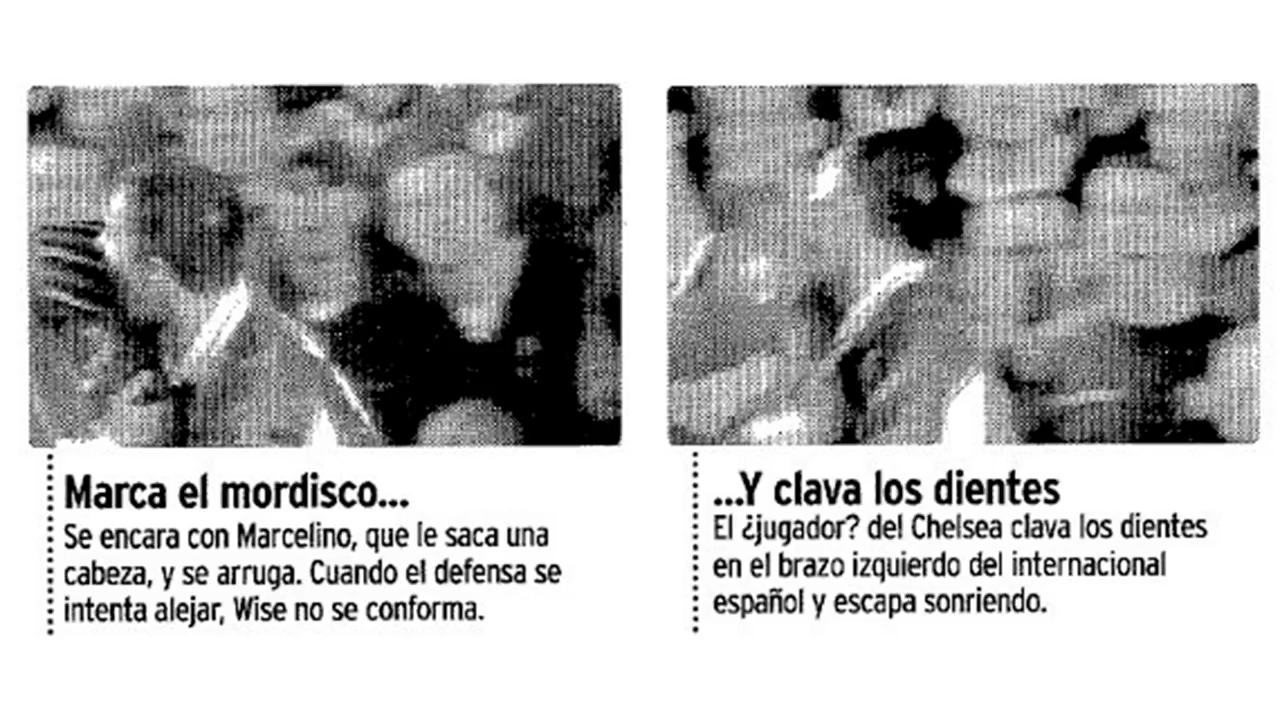 Marca el mordisco...
Se encara con Marcelino, que le saca una
cabeza, y se arruga. Cuando el defensa se
intenta alejar, Wise no se conforma.
...Y clava los dientes
El ¿jugador? del Chelsea clava los dientes
en el brazo izquierdo del internacional
español y escapa sonriendo.